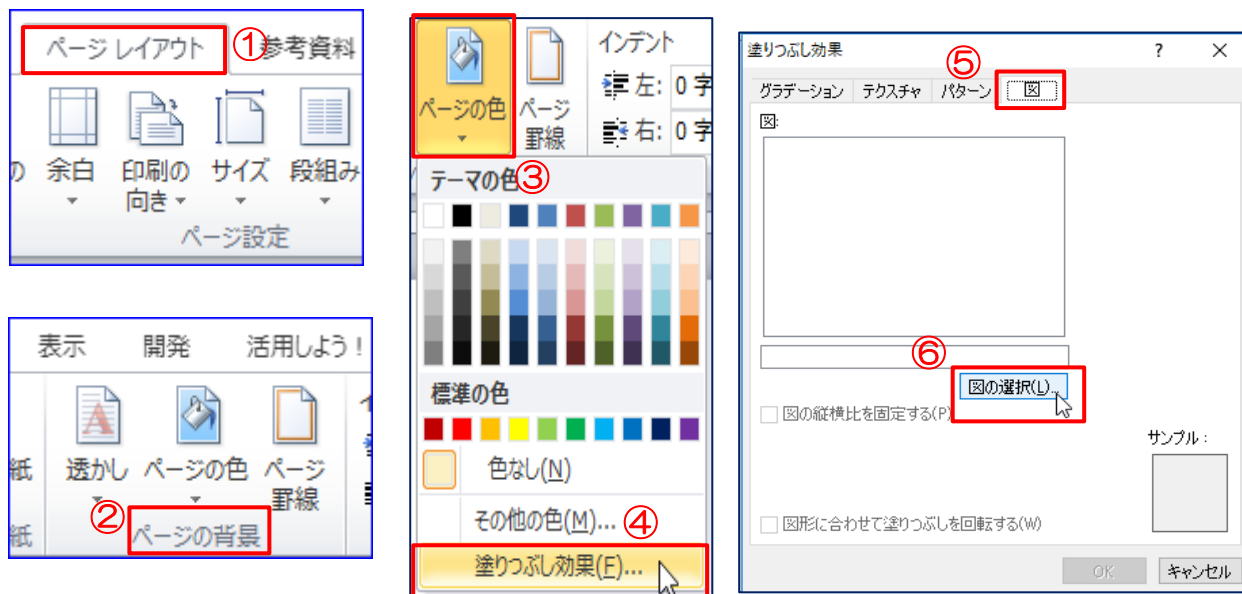 ページ レイアウト ① 参考資料
の 余白 印刷の向き サイズ 段組み
ページ設定
表示 開発 活用しよう！
紙 透かし ページの色 ページ罫線
② ページの背景
紙
ページの色 ページ罫線
インデント
左: 0 字
右: 0 字
③
テーマの色
標準の色
色なし(N)
その他の色(M)... ④
塗りつぶし効果(F)...
塗りつぶし効果 ? ×
⑤
グラデーション テクスチャ パターン 図
図:
⑥
図の選択(L)...
図の縦横比を固定する(P)
サンプル：
図形に合わせて塗りつぶしを回転する(W)
OK キャンセル